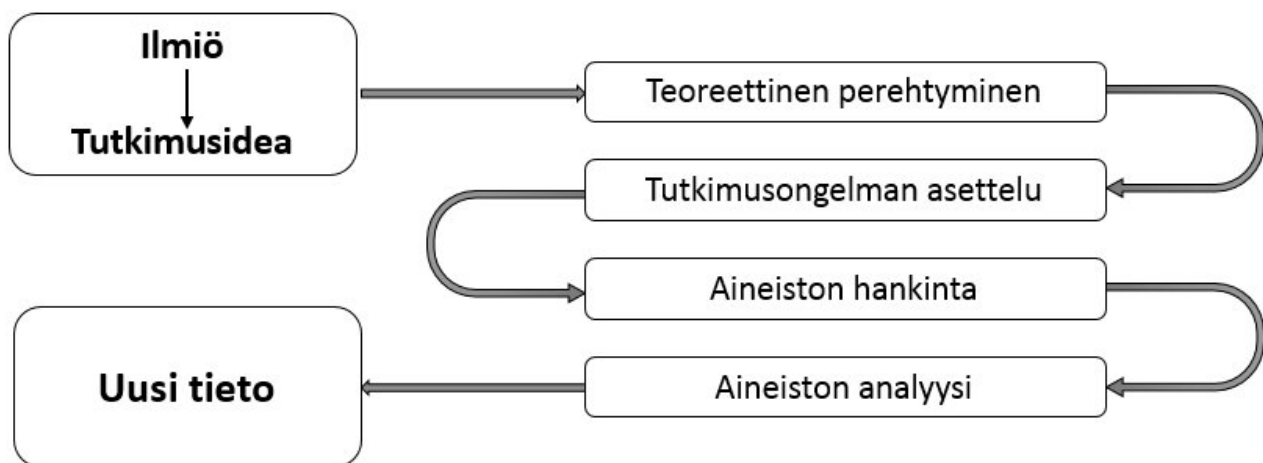 Ilmiö
Tutkimusidea
Teoreettinen perehtyminen
Tutkimusongelman asettelu
Aineiston hankinta
Aineiston analyysi
Uusi tieto